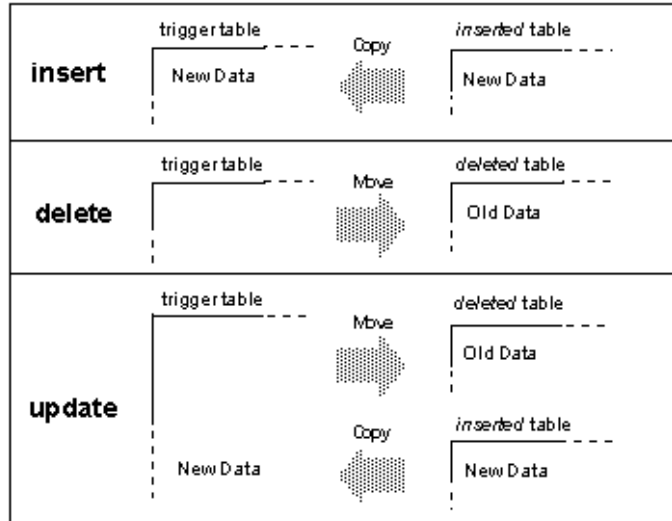 trigger table
Copy
inserted table
insert
New Data
New Data
trigger table
Move
deleted table
delete
Old Data
trigger table
Move
deleted table
Old Data
update
Copy
inserted table
New Data
New Data